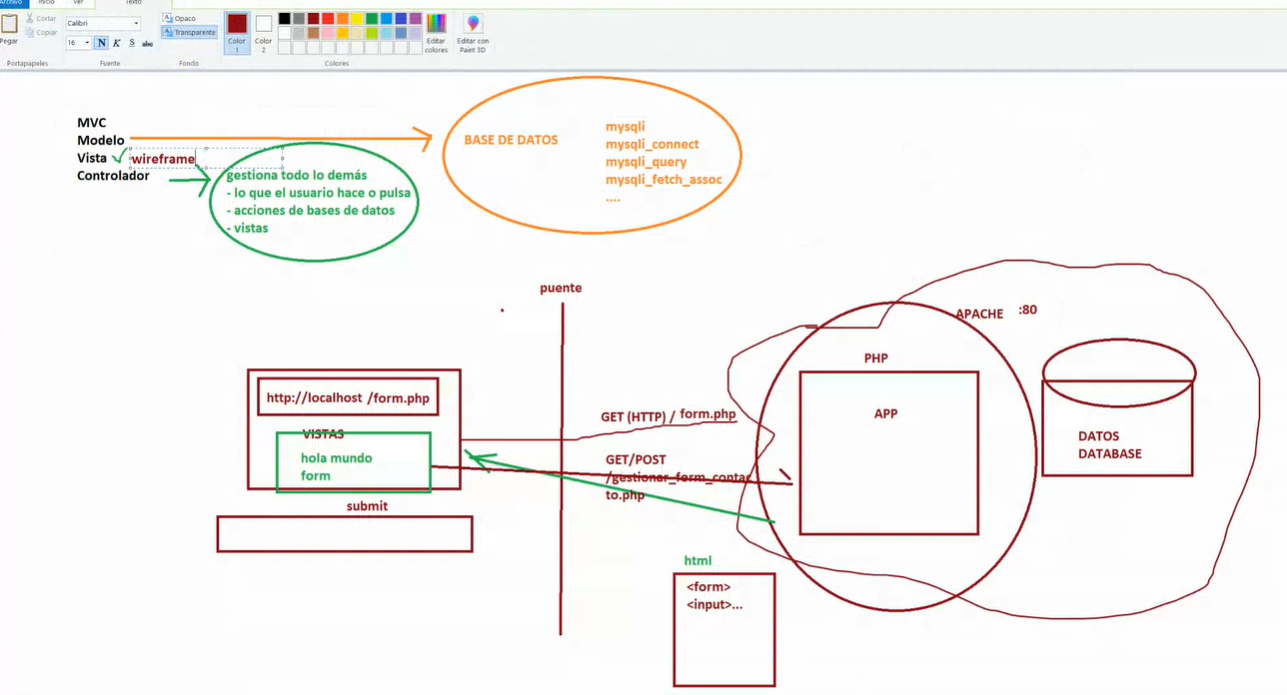 Archivo
Inicio
Ver
Texto
Pegar
Cortar
Copiar
Portapapeles
Calibri
16
N K S abc
Fuente
Opaco
Transparente
Fondo
Color
1
Color
2
Editar
colores
Editar con
Paint 3D
Colores
MVC
Modelo
Vista
wireframe
Controlador
gestiona todo lo demás
- lo que el usuario hace o pulsa
- acciones de bases de datos
- vistas
BASE DE DATOS
mysqli
mysqli_connect
mysqli_query
mysqli_fetch_assoc
....
puente
http://localhost /form.php
VISTAS
hola mundo
form
submit
GET (HTTP) / form.php
GET/POST
/gestionar_form_contac
to.php
html
<form>
<input>...
APACHE :80
PHP
APP
DATOS
DATABASE